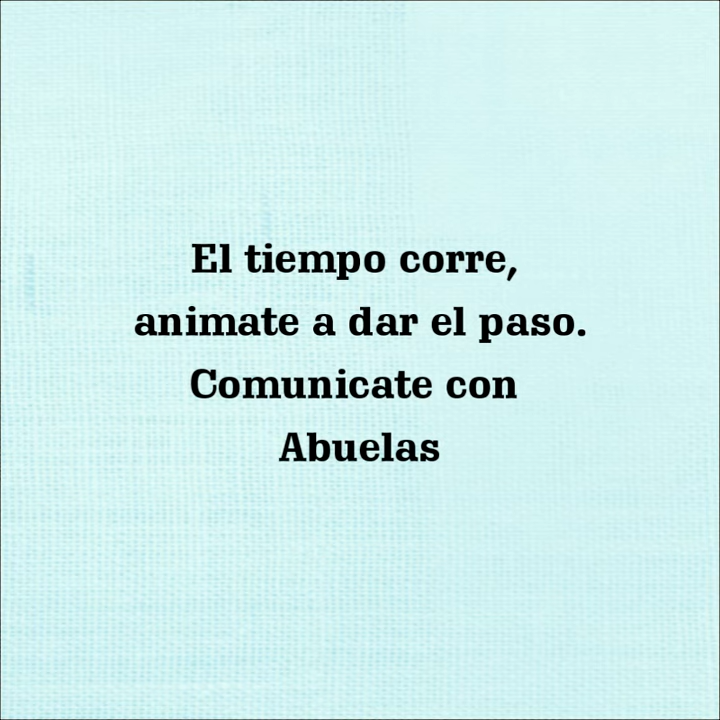 El tiempo corre,
animate a dar el paso.
Comunicate con
Abuelas